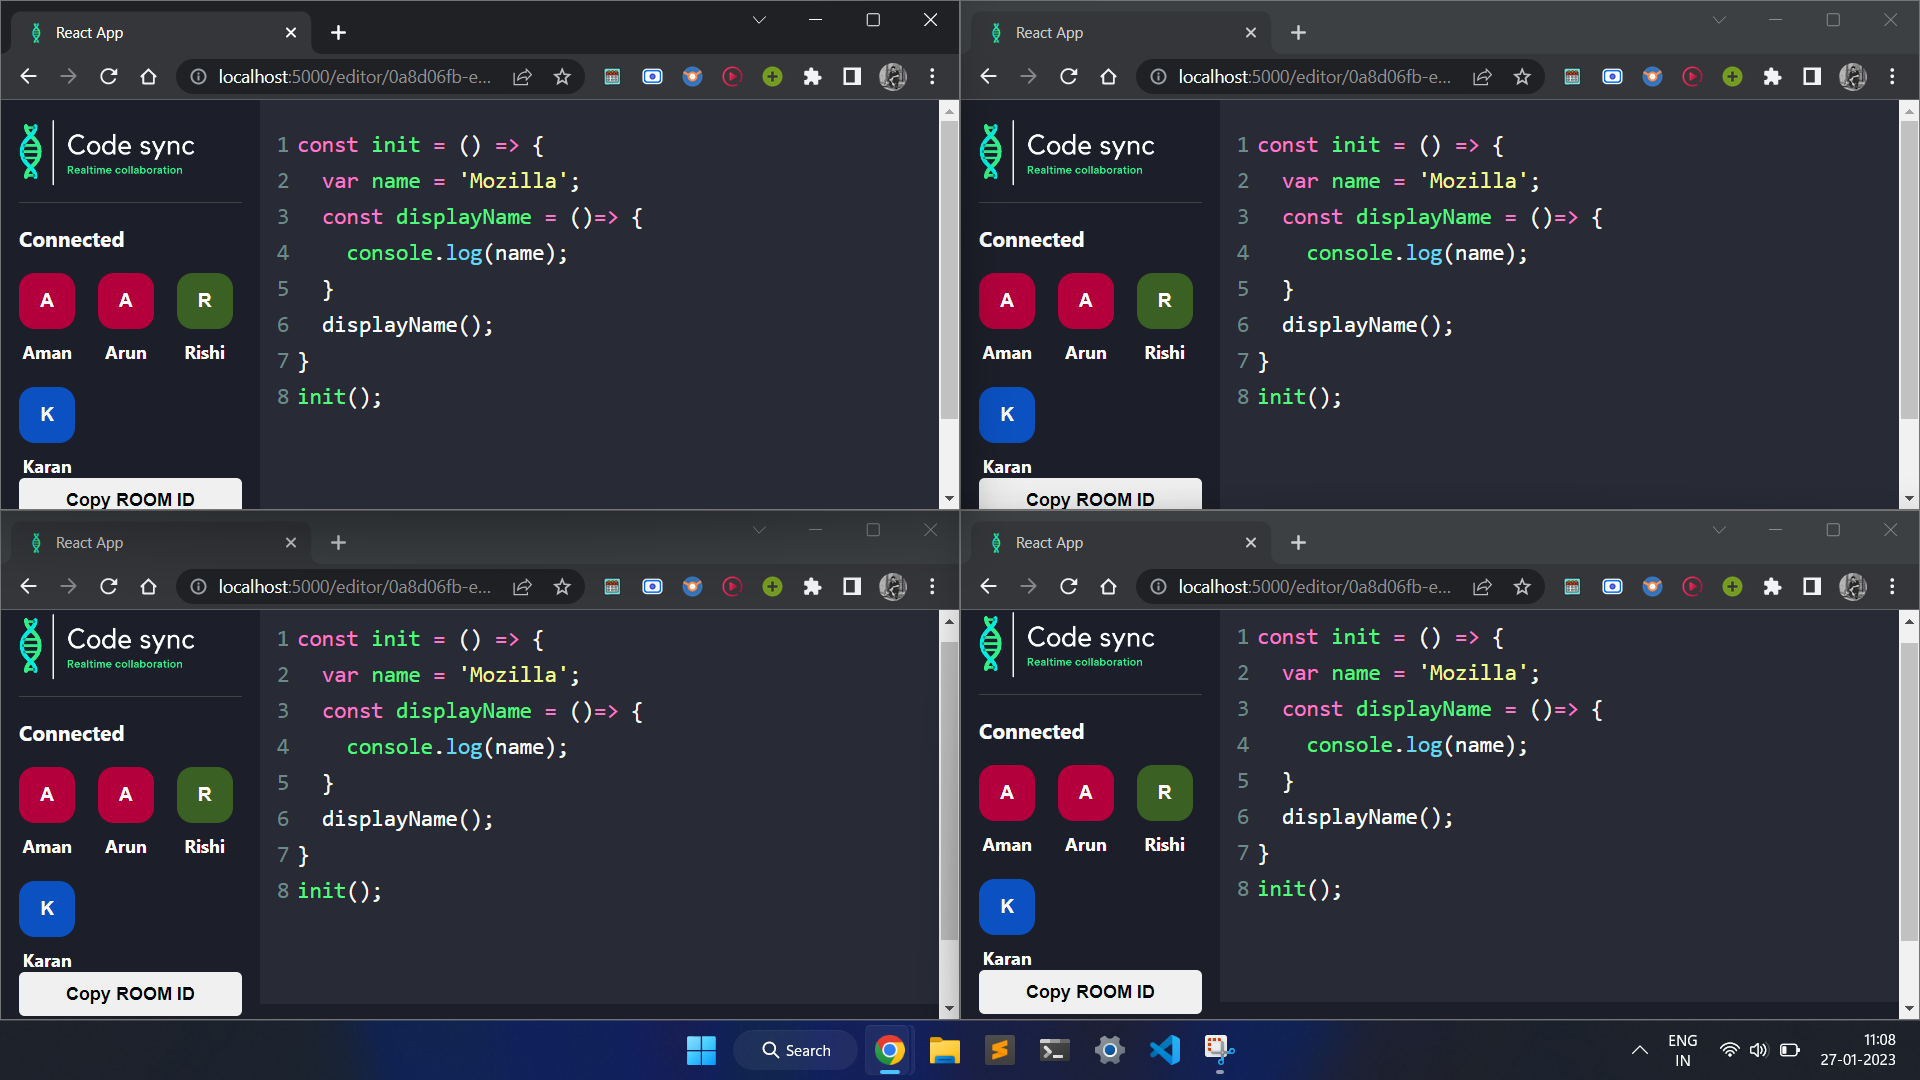 React App
localhost:5000/editor/0a8d06fb-e...
Code sync
Realtime collaboration
Connected
A A R
Aman Arun Rishi
K
Karan
Copy ROOM ID
1 const init = () => {
2   var name = 'Mozilla';
3   const displayName = ()=> {
4     console.log(name);
5   }
6   displayName();
7 }
8 init();
React App
localhost:5000/editor/0a8d06fb-e...
Code sync
Realtime collaboration
Connected
A A R
Aman Arun Rishi
K
Karan
Copy ROOM ID
1 const init = () => {
2   var name = 'Mozilla';
3   const displayName = ()=> {
4     console.log(name);
5   }
6   displayName();
7 }
8 init();
React App
localhost:5000/editor/0a8d06fb-e...
Code sync
Realtime collaboration
Connected
A A R
Aman Arun Rishi
K
Karan
Copy ROOM ID
1 const init = () => {
2   var name = 'Mozilla';
3   const displayName = ()=> {
4     console.log(name);
5   }
6   displayName();
7 }
8 init();
React App
localhost:5000/editor/0a8d06fb-e...
Code sync
Realtime collaboration
Connected
A A R
Aman Arun Rishi
K
Karan
Copy ROOM ID
1 const init = () => {
2   var name = 'Mozilla';
3   const displayName = ()=> {
4     console.log(name);
5   }
6   displayName();
7 }
8 init();
Search
ENG
IN
11:08
27-01-2023